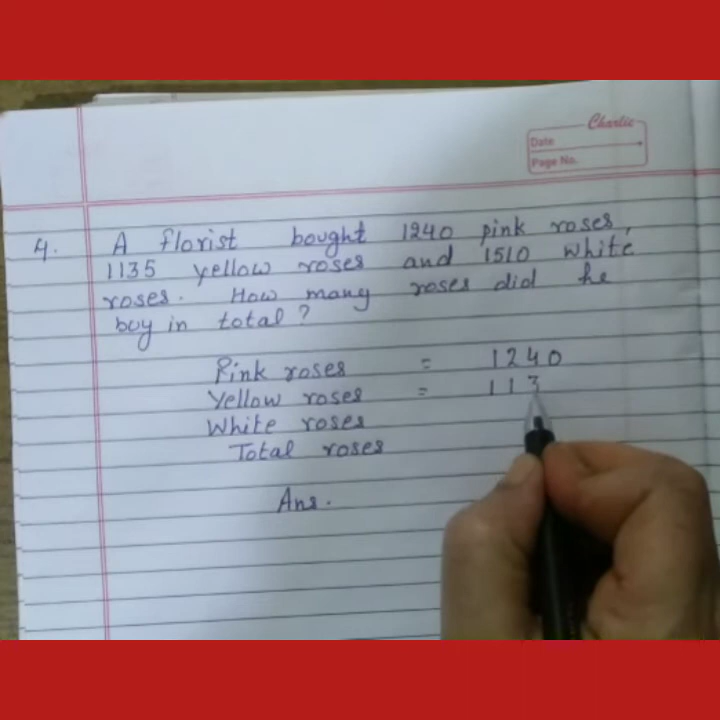 Charlie
Date
Page No.
4. A florist bought 1240 pink roses,
1135 yellow roses and 1510 white
roses. How many roses did he
buy in total?
Pink roses = 1240
Yellow roses = 113
White roses
Total roses
Ans.